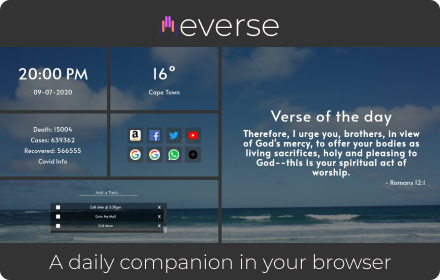 everse
20:00 PM
09-07-2020
16°
Cape Town
Death: 15004
Cases: 639362
Recovered: 566555
Covid Info
Add a Todo
Call Jake @ 5.30pm X
Goto the Mall X
Call Mom X
Verse of the day
Therefore, I urge you, brothers, in view
of God's mercy, to offer your bodies as
living sacrifices, holy and pleasing to
God--this is your spiritual act of
worship.
- Romans 12:1
A daily companion in your browser